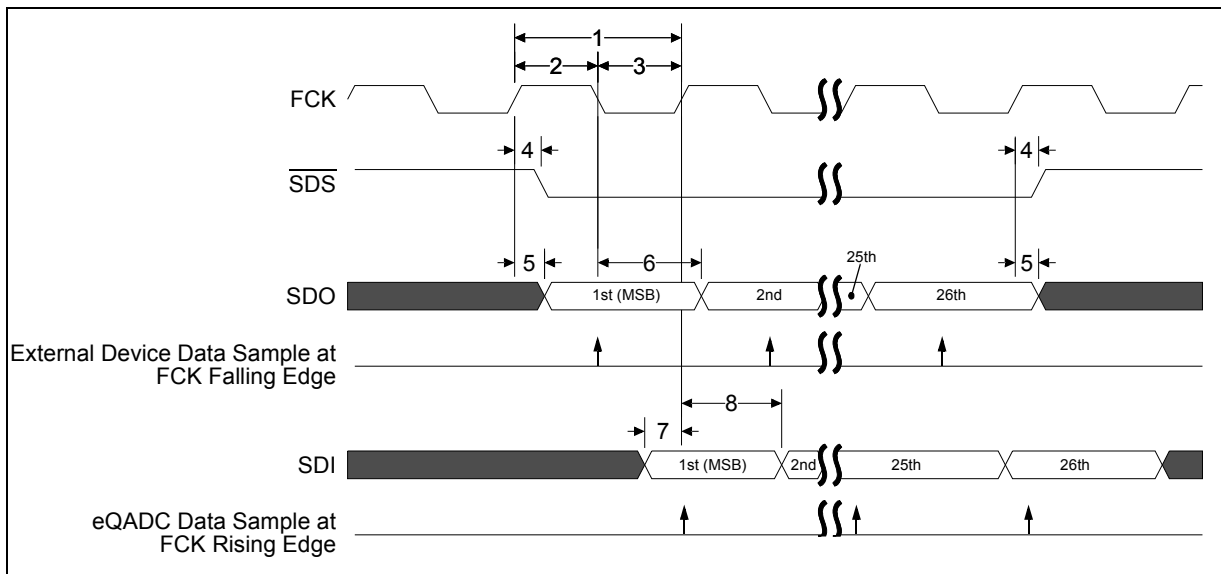 1
2 3
FCK
4 4
SDS
5 6 25th 5
SDO 1st (MSB) 2nd 26th
External Device Data Sample at
FCK Falling Edge
8
7
SDI 1st (MSB) 2nd 25th 26th
eQADC Data Sample at
FCK Rising Edge